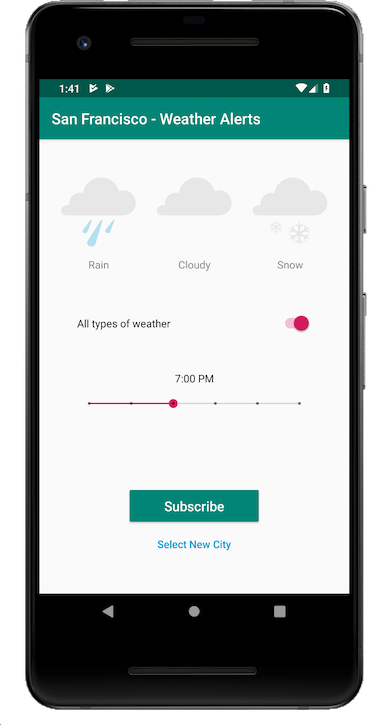 1:41
San Francisco - Weather Alerts
Rain
Cloudy
Snow
All types of weather
7:00 PM
Subscribe
Select New City